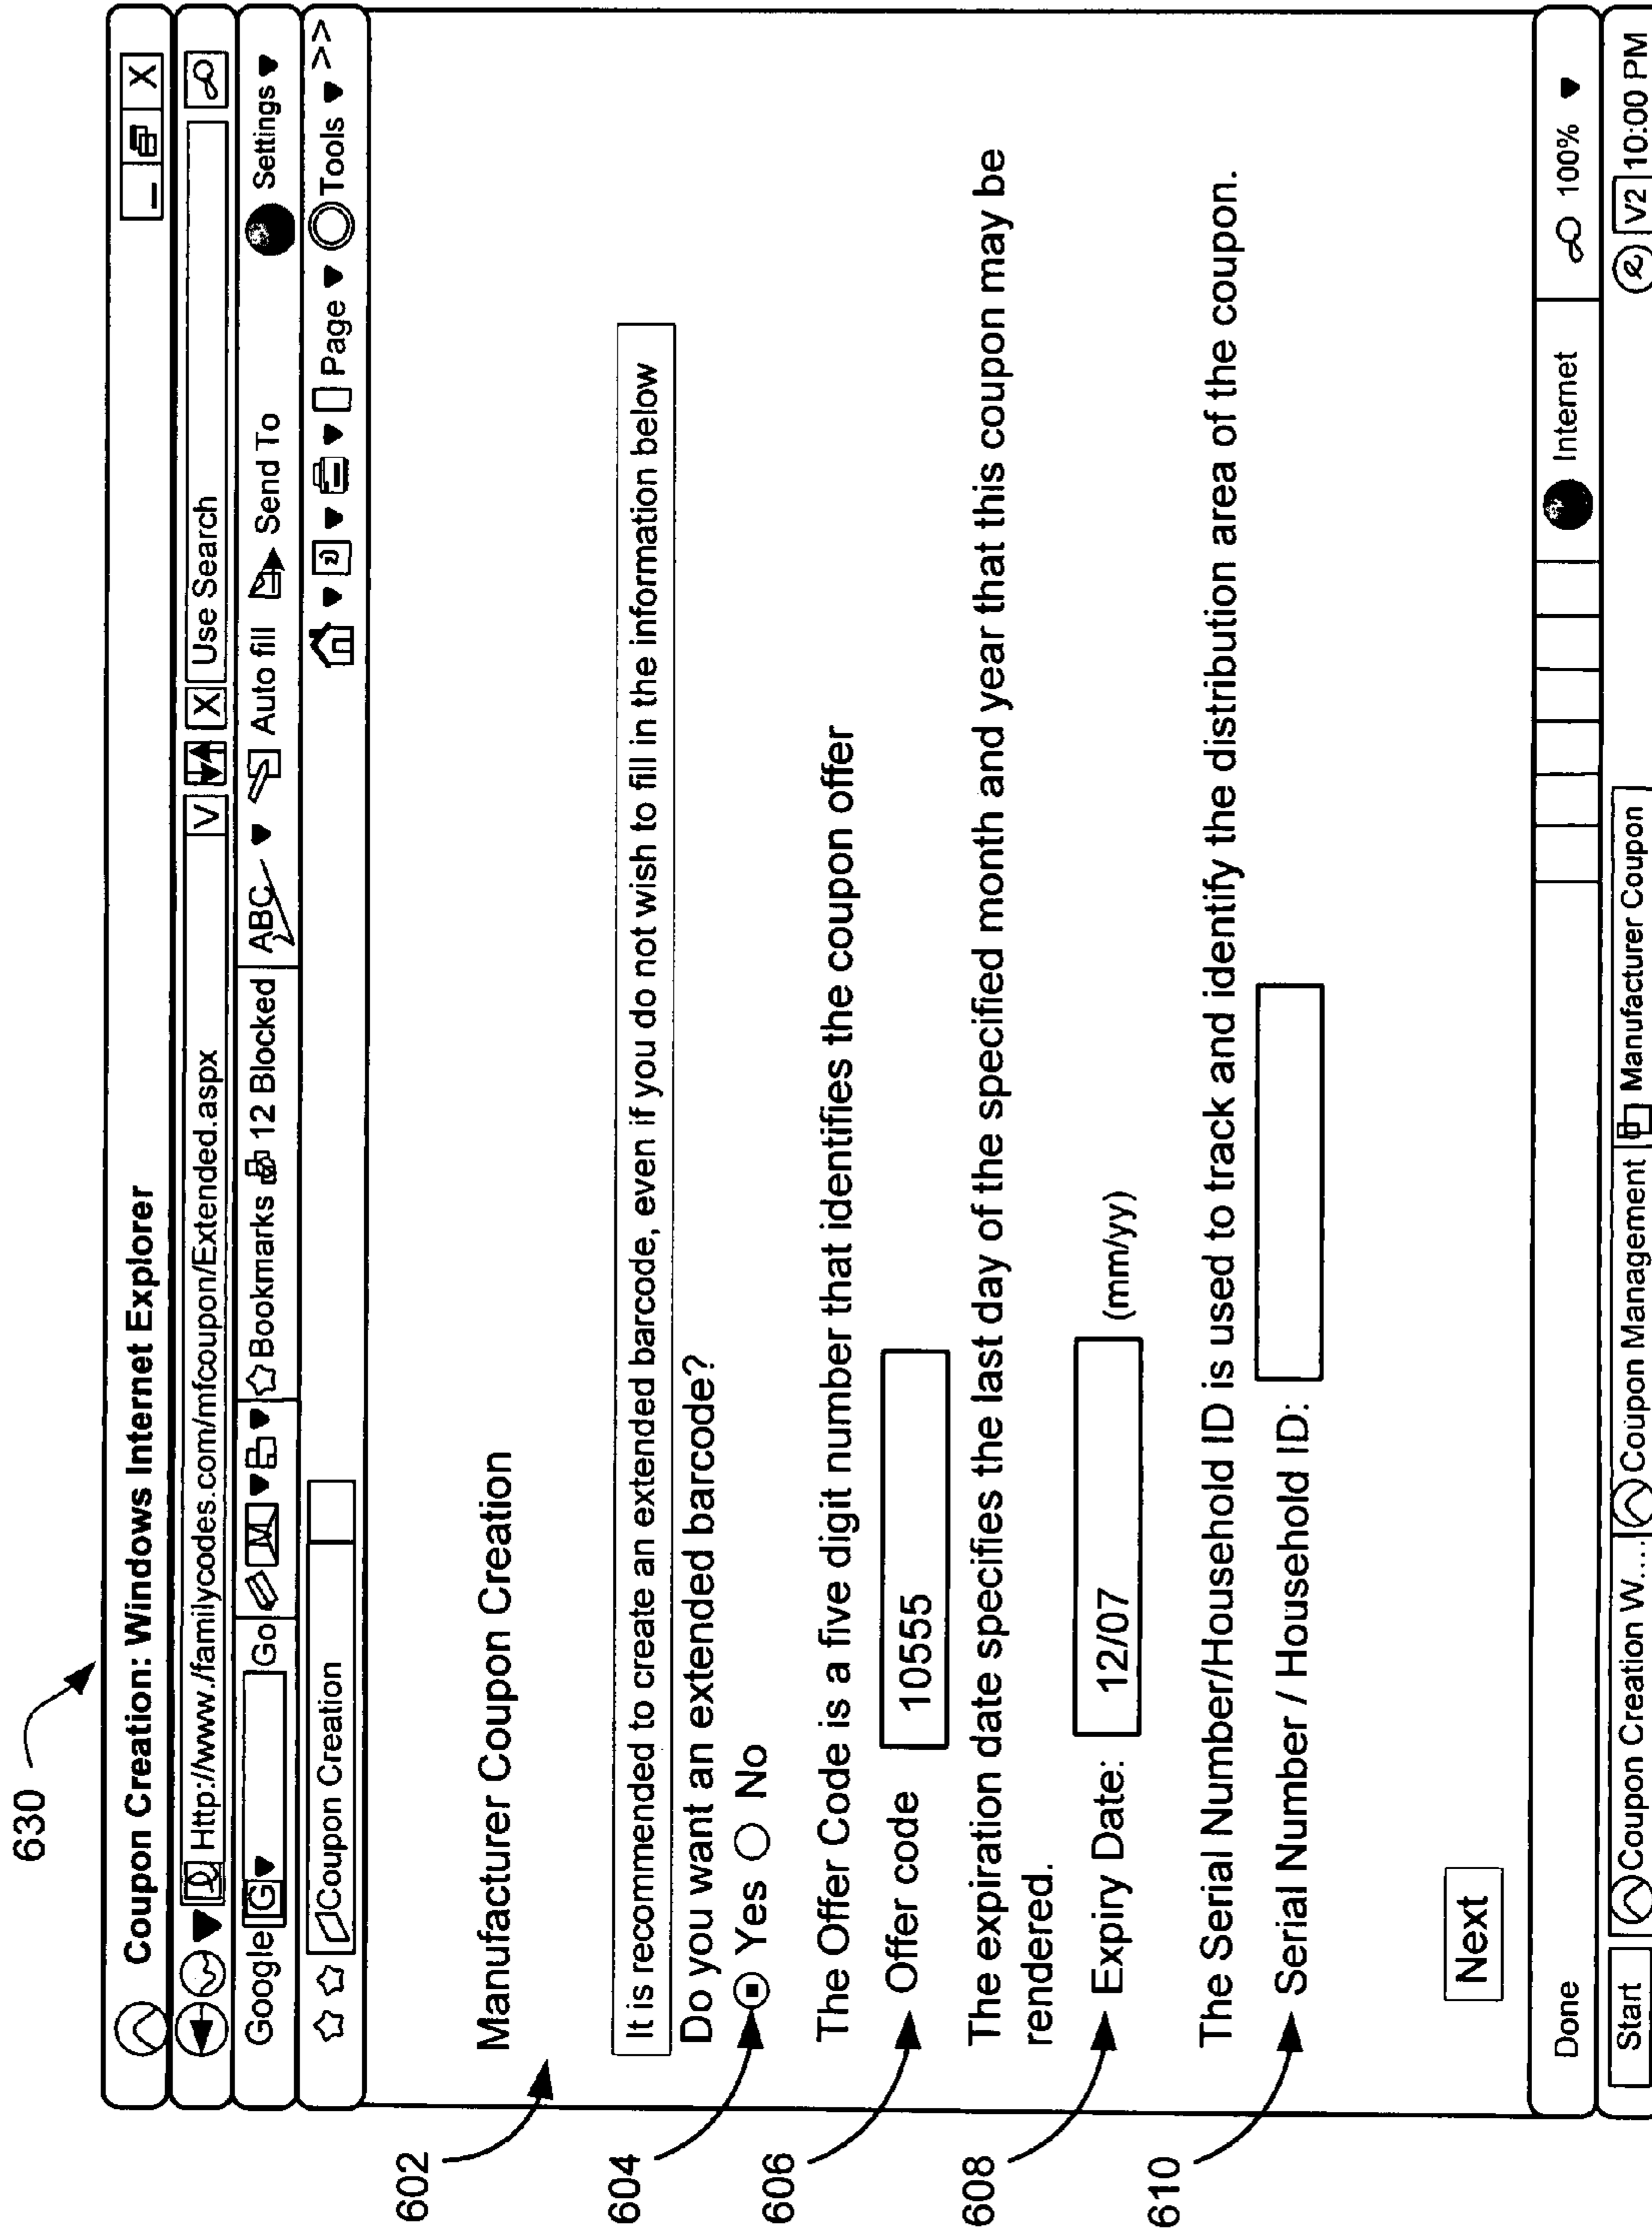 630
Coupon Creation: Windows Internet Explorer _ X
Http://www./familycodes.com/mfcoupon/Extended.aspx V X Use Search
Google G Go M Bookmarks 12 Blocked ABC Auto fill Send To Settings
Coupon Creation Page Tools >>
602
Manufacturer Coupon Creation
It is recommended to create an extended barcode, even if you do not wish to fill in the information below
Do you want an extended barcode?
604
Yes No
The Offer Code is a five digit number that identifies the coupon offer
606
Offer code 10555
The expiration date specifies the last day of the specified month and year that this coupon may be
rendered.
608
Expiry Date: 12/07 (mm/yy)
The Serial Number/Household ID is used to track and identify the distribution area of the coupon.
610
Serial Number / Household ID:
Next
Done Internet 100%
Start Coupon Creation W.... Coupon Management Manufacturer Coupon V2 10:00 PM